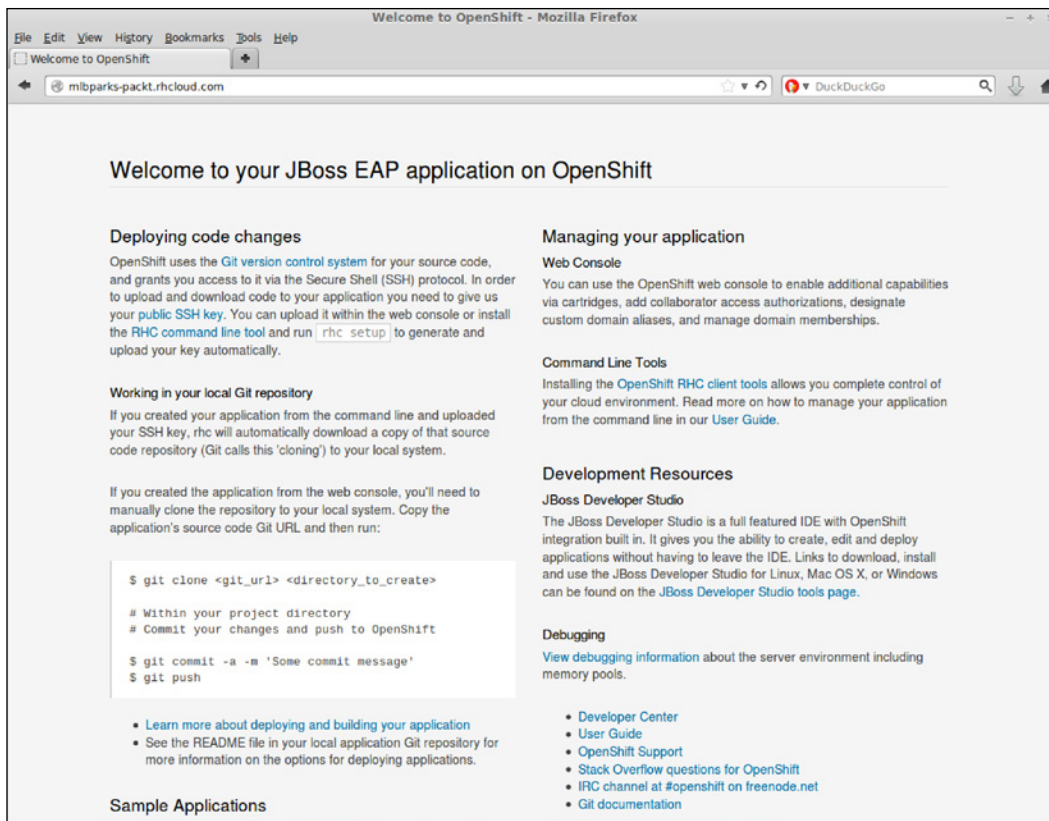 Welcome to OpenShift - Mozilla Firefox
File Edit View History Bookmarks Tools Help
Welcome to OpenShift
mlbparks-packt.rhcloud.com
DuckDuckGo
Welcome to your JBoss EAP application on OpenShift
Deploying code changes
OpenShift uses the Git version control system for your source code,
and grants you access to it via the Secure Shell (SSH) protocol. In order
to upload and download code to your application you need to give us
your public SSH key. You can upload it within the web console or install
the RHC command line tool and run rhc setup to generate and
upload your key automatically.
Working in your local Git repository
If you created your application from the command line and uploaded
your SSH key, rhc will automatically download a copy of that source
code repository (Git calls this 'cloning') to your local system.
If you created the application from the web console, you'll need to
manually clone the repository to your local system. Copy the
application's source code Git URL and then run:
$ git clone <git_url> <directory_to_create>
# Within your project directory
# Commit your changes and push to OpenShift
$ git commit -a -m 'Some commit message'
$ git push
• Learn more about deploying and building your application
• See the README file in your local application Git repository for
more information on the options for deploying applications.
Sample Applications
Managing your application
Web Console
You can use the OpenShift web console to enable additional capabilities
via cartridges, add collaborator access authorizations, designate
custom domain aliases, and manage domain memberships.
Command Line Tools
Installing the OpenShift RHC client tools allows you complete control of
your cloud environment. Read more on how to manage your application
from the command line in our User Guide.
Development Resources
JBoss Developer Studio
The JBoss Developer Studio is a full featured IDE with OpenShift
integration built in. It gives you the ability to create, edit and deploy
applications without having to leave the IDE. Links to download, install
and use the JBoss Developer Studio for Linux, Mac OS X, or Windows
can be found on the JBoss Developer Studio tools page.
Debugging
View debugging information about the server environment including
memory pools.
• Developer Center
• User Guide
• OpenShift Support
• Stack Overflow questions for OpenShift
• IRC channel at #openshift on freenode.net
• Git documentation